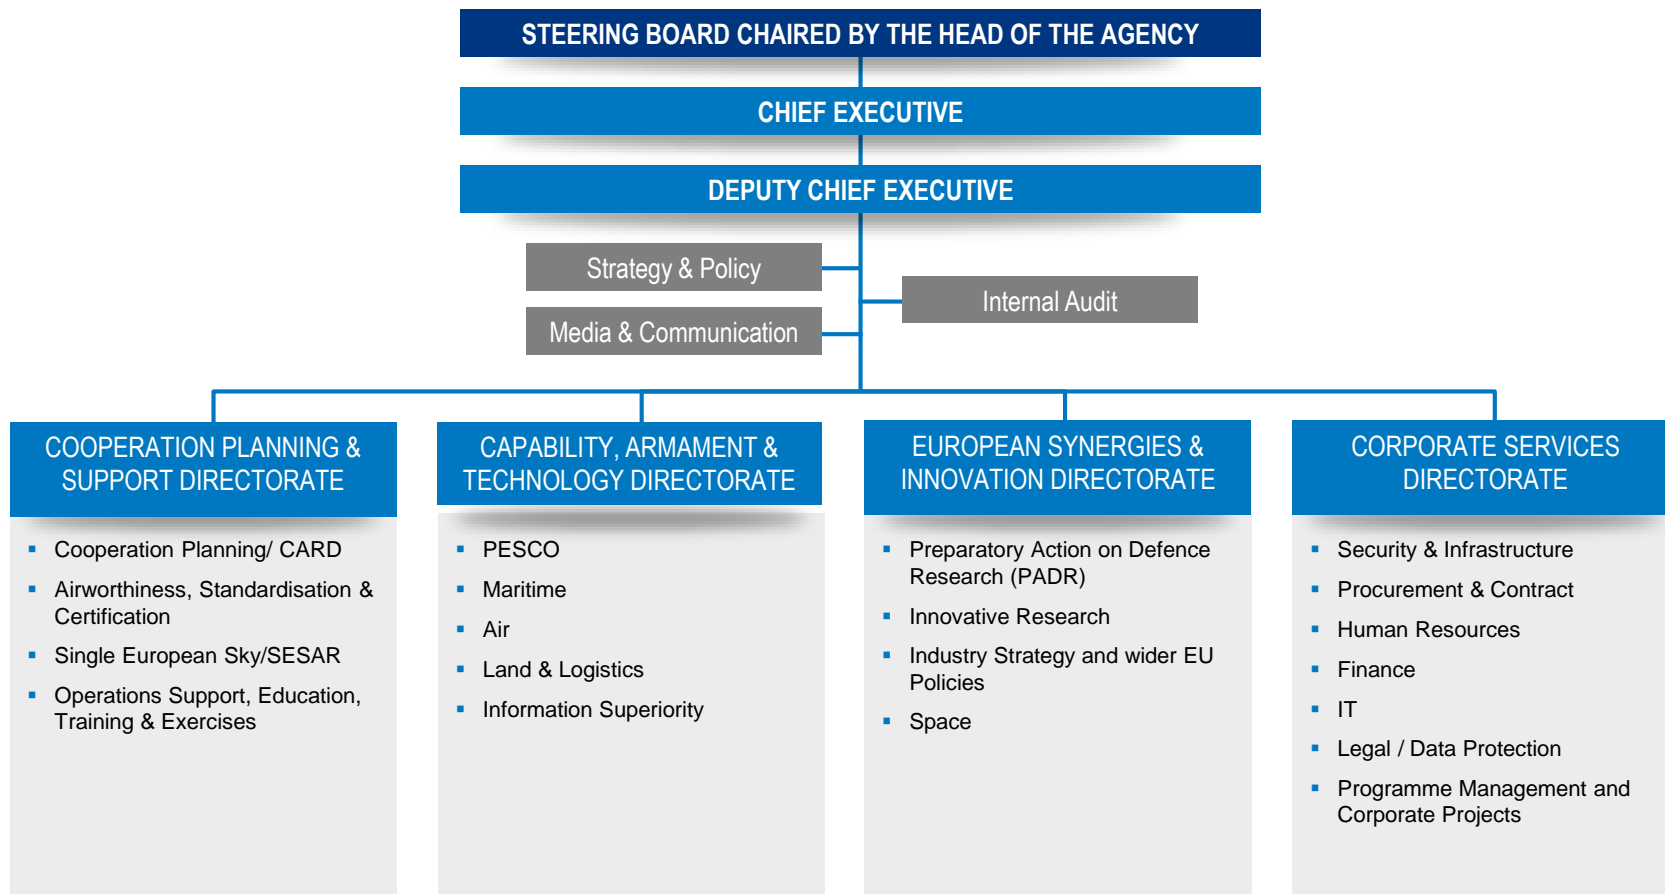 STEERING BOARD CHAIRED BY THE HEAD OF THE AGENCY
CHIEF EXECUTIVE
DEPUTY CHIEF EXECUTIVE
Strategy & Policy
Internal Audit
Media & Communication
COOPERATION PLANNING &
SUPPORT DIRECTORATE
Cooperation Planning/ CARD
Airworthiness, Standardisation &
Certification
Single European Sky/SESAR
Operations Support, Education,
Training & Exercises
CAPABILITY, ARMAMENT &
TECHNOLOGY DIRECTORATE
PESCO
Maritime
Air
Land & Logistics
Information Superiority
EUROPEAN SYNERGIES &
INNOVATION DIRECTORATE
Preparatory Action on Defence
Research (PADR)
Innovative Research
Industry Strategy and wider EU
Policies
Space
CORPORATE SERVICES
DIRECTORATE
Security & Infrastructure
Procurement & Contract
Human Resources
Finance
IT
Legal / Data Protection
Programme Management and
Corporate Projects